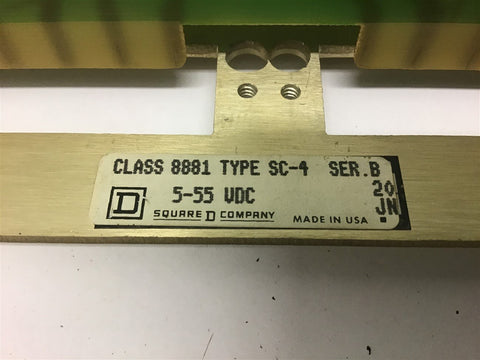 CLASS 8881 TYPE SC-4 SER.B
5-55 VDC
20
JN
D SQUARE D COMPANY
MADE IN USA